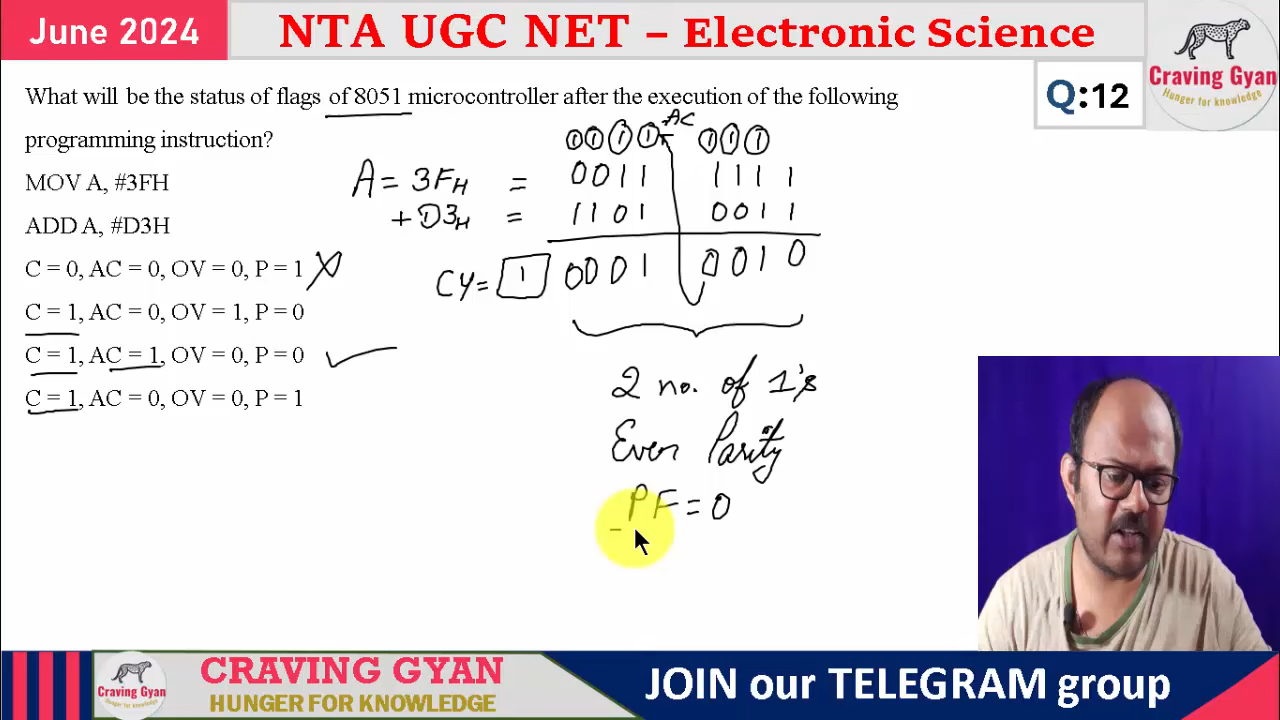 June 2024
NTA UGC NET – Electronic Science
Craving Gyan
Hunger for knowledge
Q:12
What will be the status of flags of 8051 microcontroller after the execution of the following
programming instruction?
MOV A, #3FH
ADD A, #D3H
C = 0, AC = 0, OV = 0, P = 1
C = 1, AC = 0, OV = 1, P = 0
C = 1, AC = 1, OV = 0, P = 0
C = 1, AC = 0, OV = 0, P = 1
AC
1 1 1 1 1 1 1
A = 3FH = 0011 1111
+ D3H = 1101 0011
CY = 1 0001 0010
2 no. of 1's
Even Parity
PF = 0
Craving Gyan
CRAVING GYAN
HUNGER FOR KNOWLEDGE
JOIN our TELEGRAM group